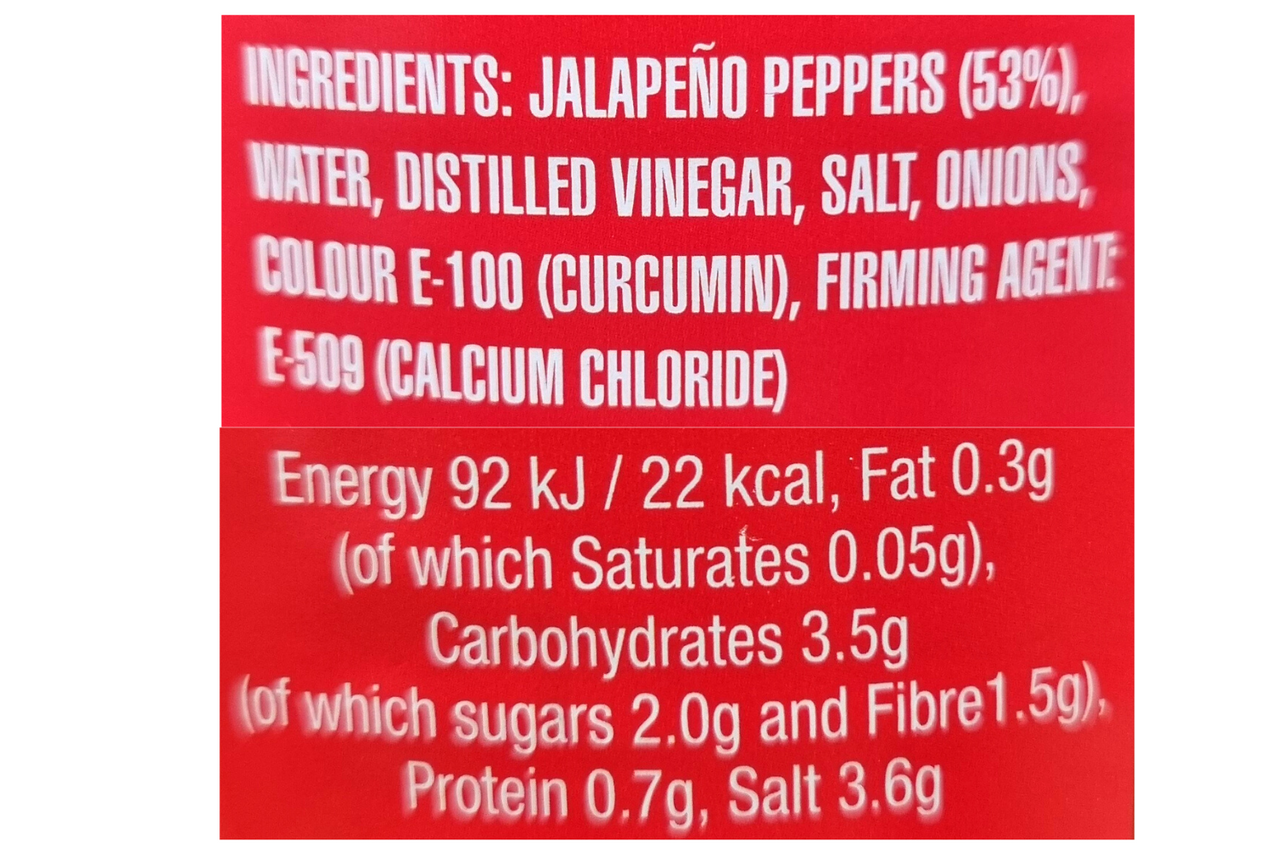 INGREDIENTS: JALAPEÑO PEPPERS (53%),
WATER, DISTILLED VINEGAR, SALT, ONIONS,
COLOUR E-100 (CURCUMIN), FIRMING AGENT:
E-509 (CALCIUM CHLORIDE)
Energy 92 kJ / 22 kcal, Fat 0.3g
(of which Saturates 0.05g),
Carbohydrates 3.5g
(of which sugars 2.0g and Fibre1.5g),
Protein 0.7g, Salt 3.6g